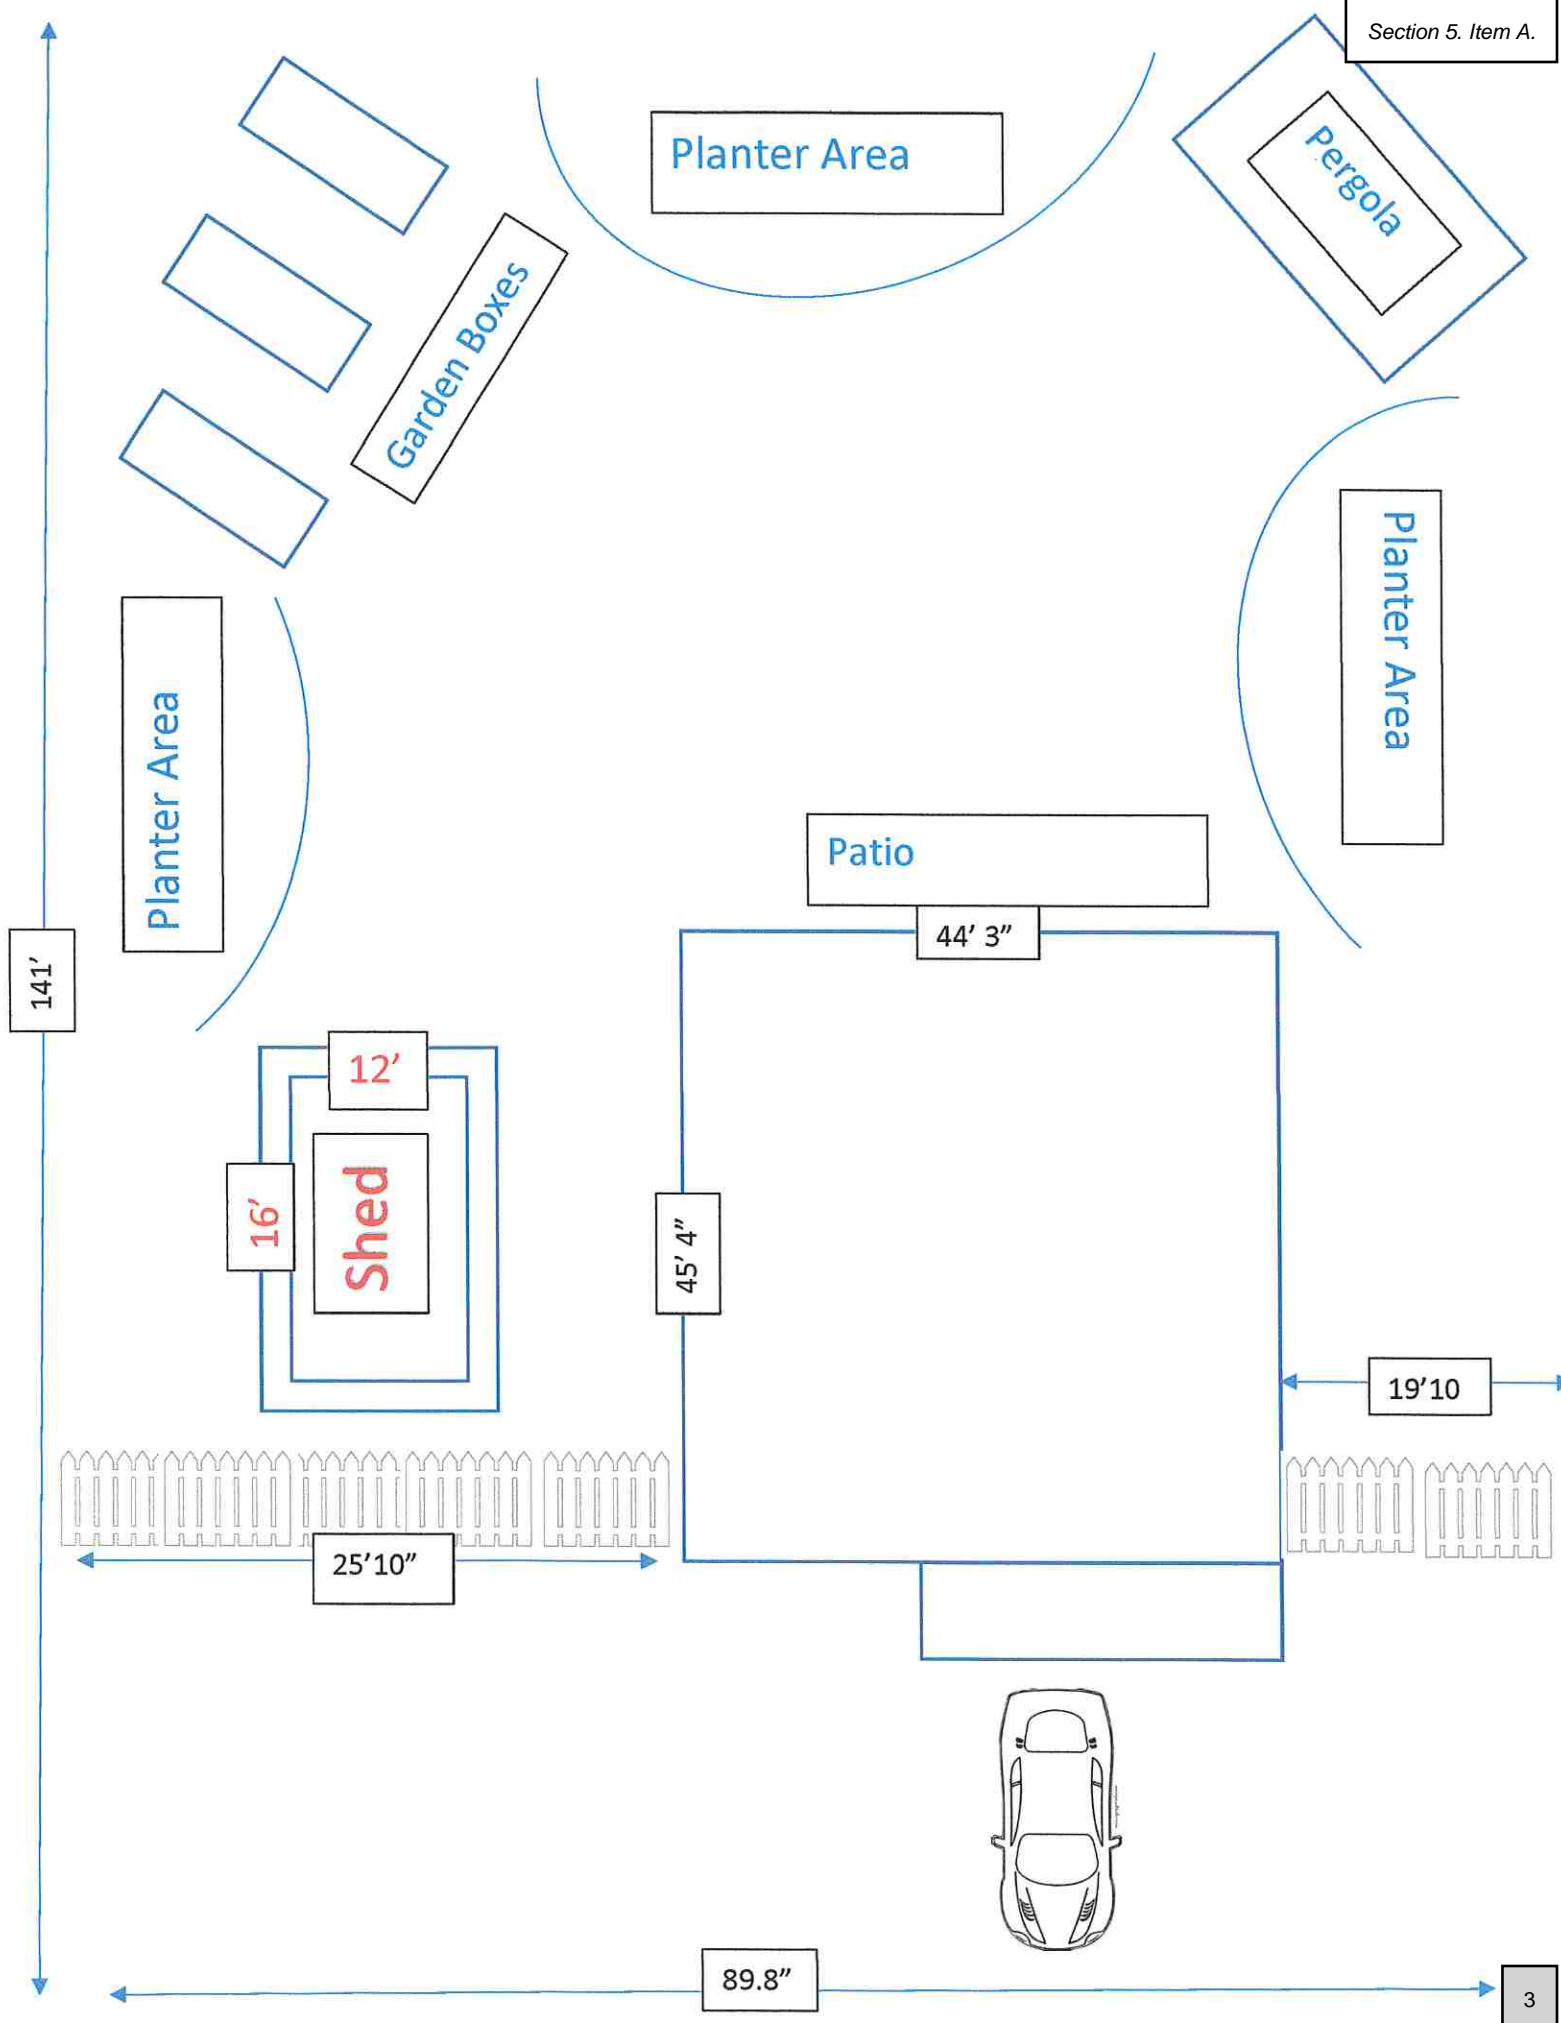 Section 5. Item A.
Planter Area
Pergola
Garden Boxes
Planter Area
Planter Area
Patio
44' 3”
141'
12'
16'
Shed
45' 4”
19'10
25'10”
89.8”
3